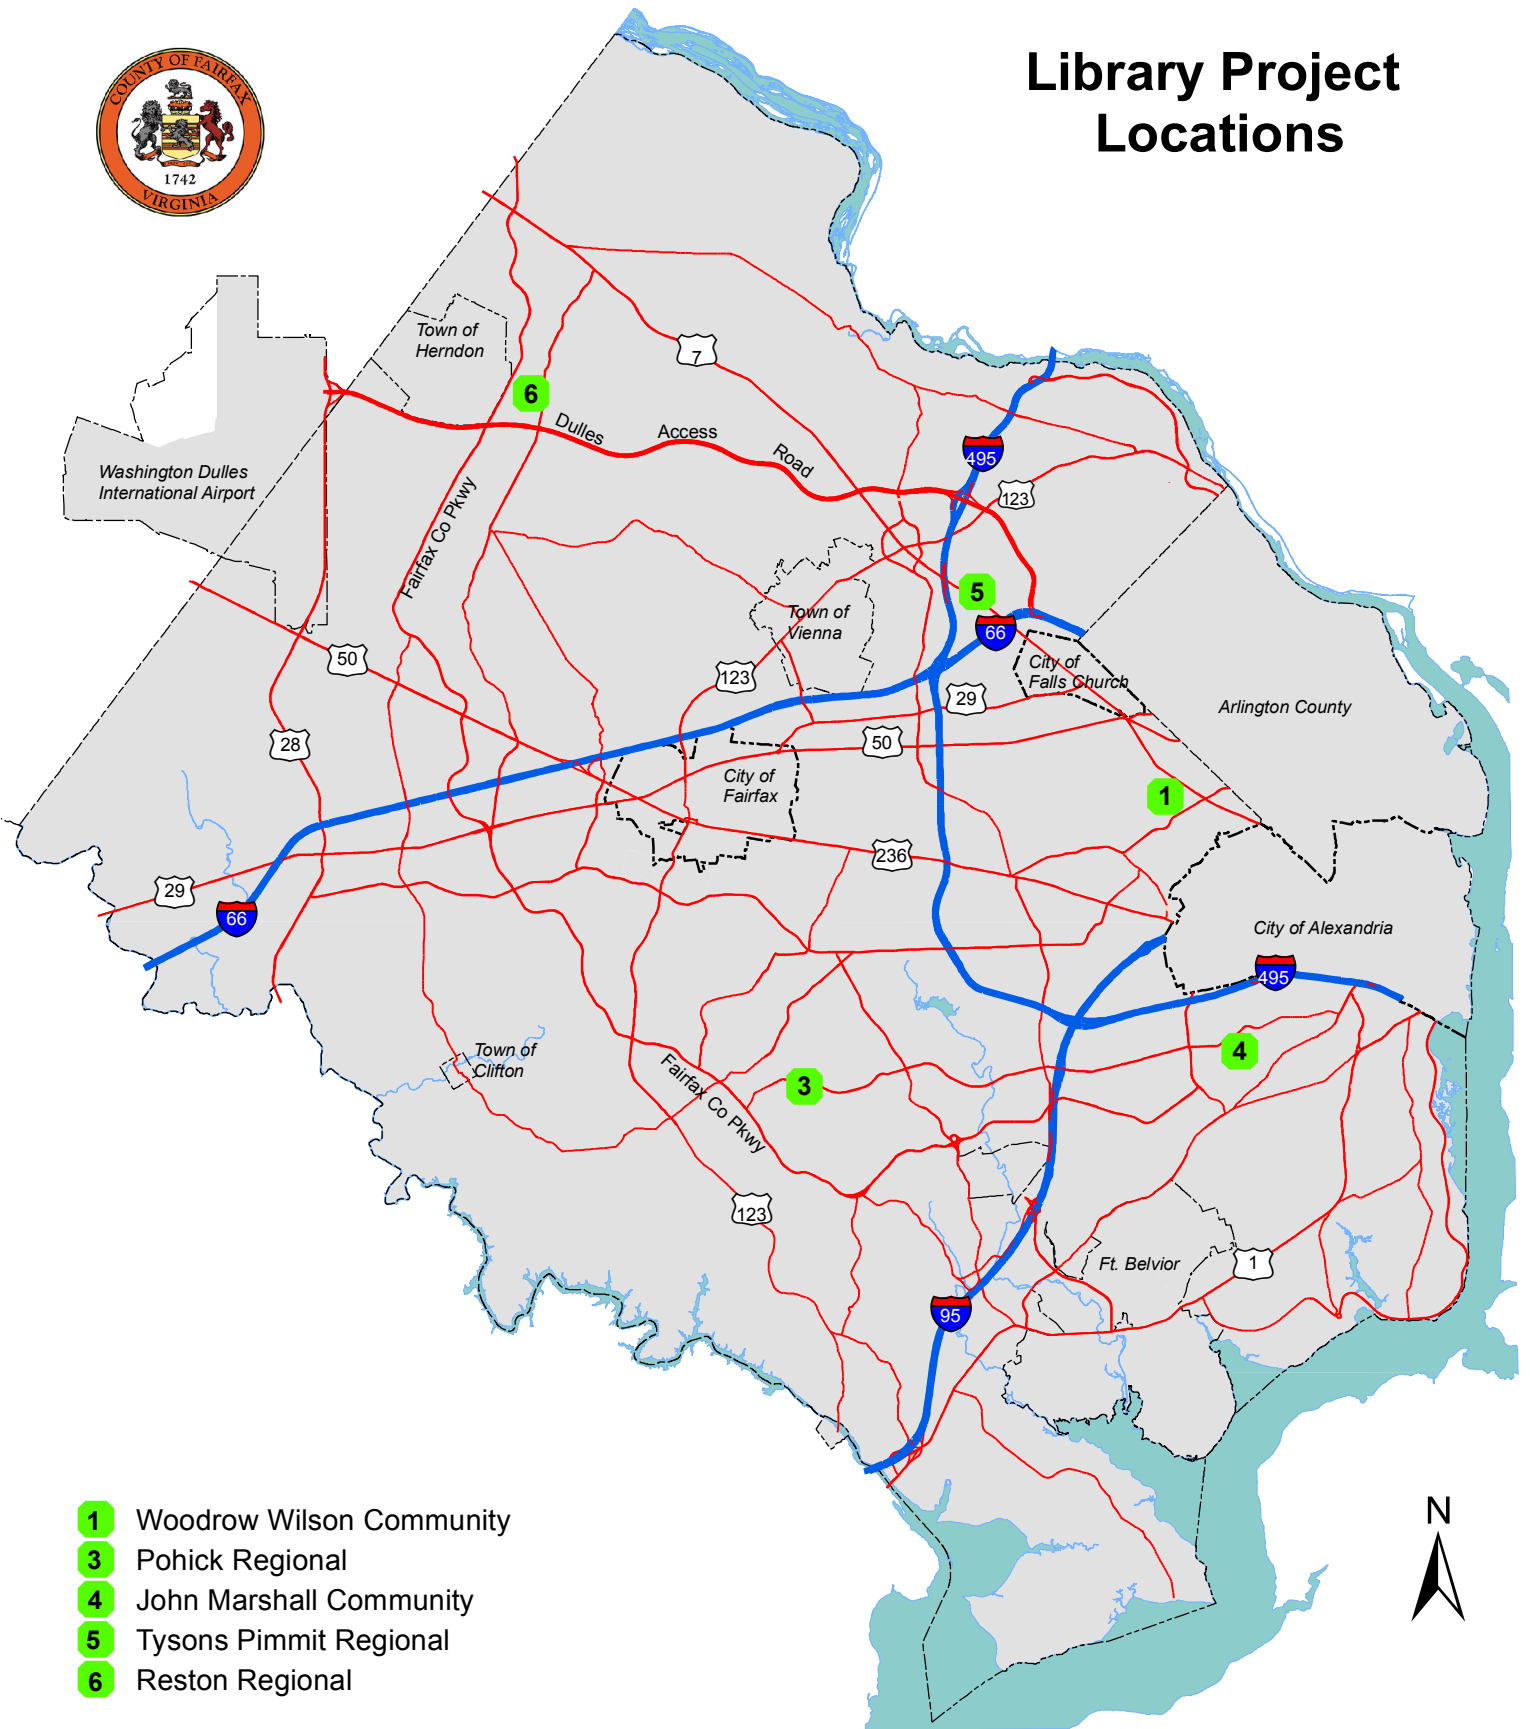 Library Project
Locations
COUNTY OF FAIRFAX
1742
VIRGINIA
Town of
Herndon
7
6
Dulles
Access
Road
495
123
Washington Dulles
International Airport
Fairfax Co Pkwy
5
66
Town of
Vienna
50
123
City of
Falls Church
29
Arlington County
28
50
City of
Fairfax
1
236
29
66
City of Alexandria
495
Town of
Clifton
4
3
Fairfax Co Pkwy
123
Ft. Belvior
1
95
1 Woodrow Wilson Community
3 Pohick Regional
4 John Marshall Community
5 Tysons Pimmit Regional
6 Reston Regional
N